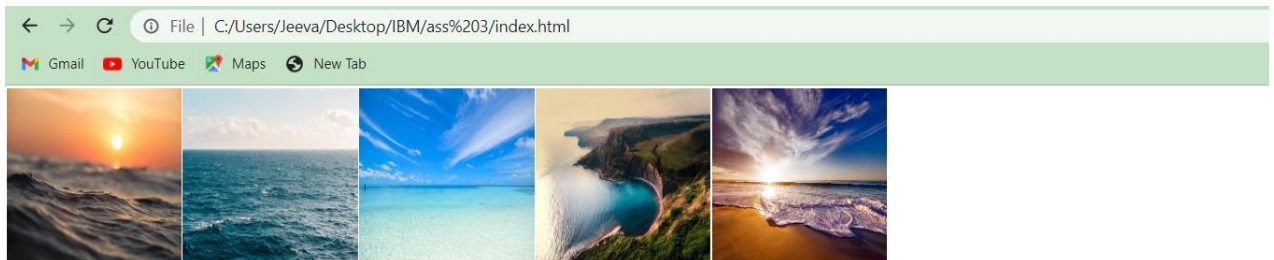 File | C:/Users/Jeeva/Desktop/IBM/ass%203/index.html
Gmail YouTube Maps New Tab